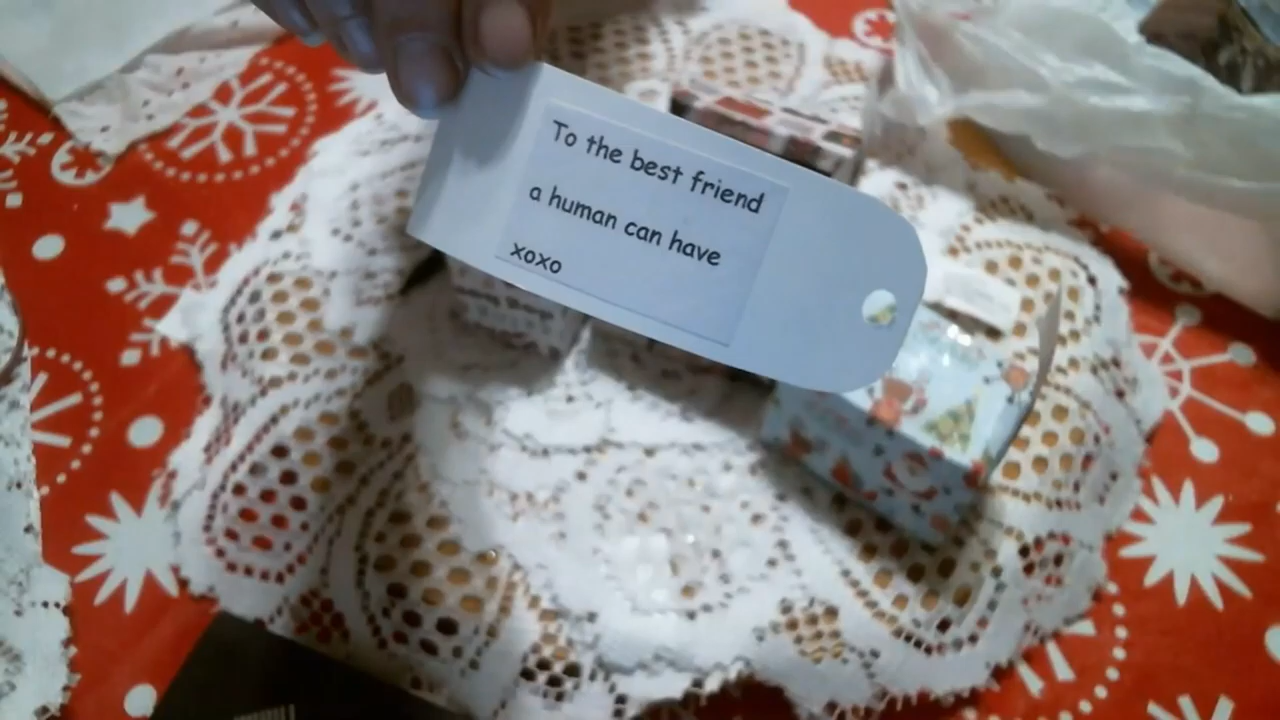 To the best friend
a human can have
xoxo